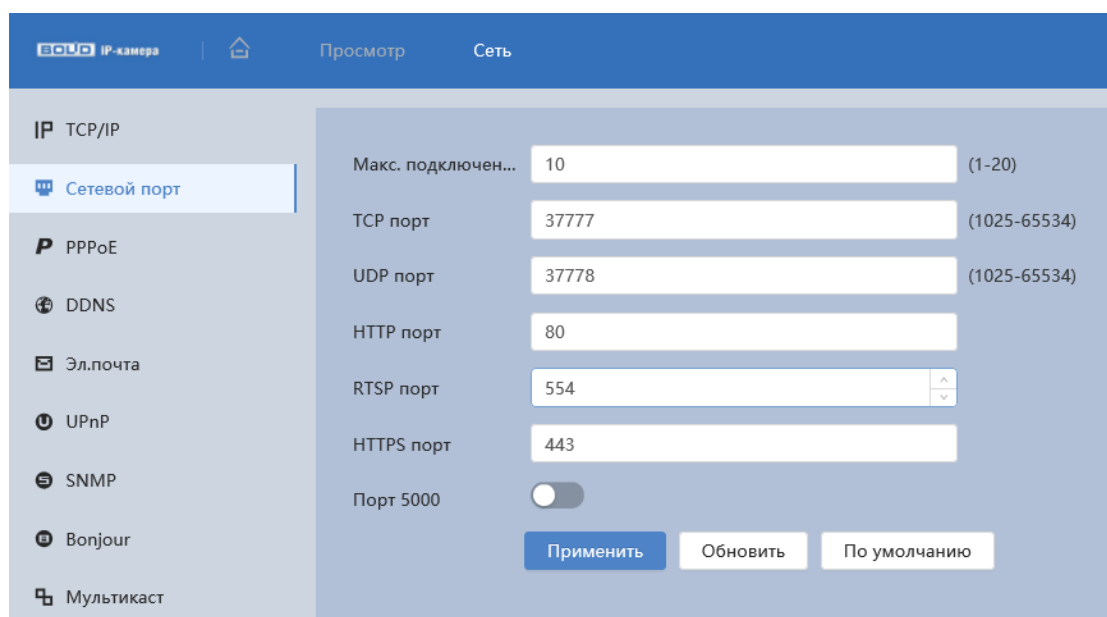 BOLID IP-камера
Просмотр
Сеть
TCP/IP
Сетевой порт
PPPoE
DDNS
Эл.почта
UPnP
SNMP
Bonjour
Мультикаст
Макс. подключен... 10 (1-20)
TCP порт 37777 (1025-65534)
UDP порт 37778 (1025-65534)
HTTP порт 80
RTSP порт 554
HTTPS порт 443
Порт 5000
Применить
Обновить
По умолчанию